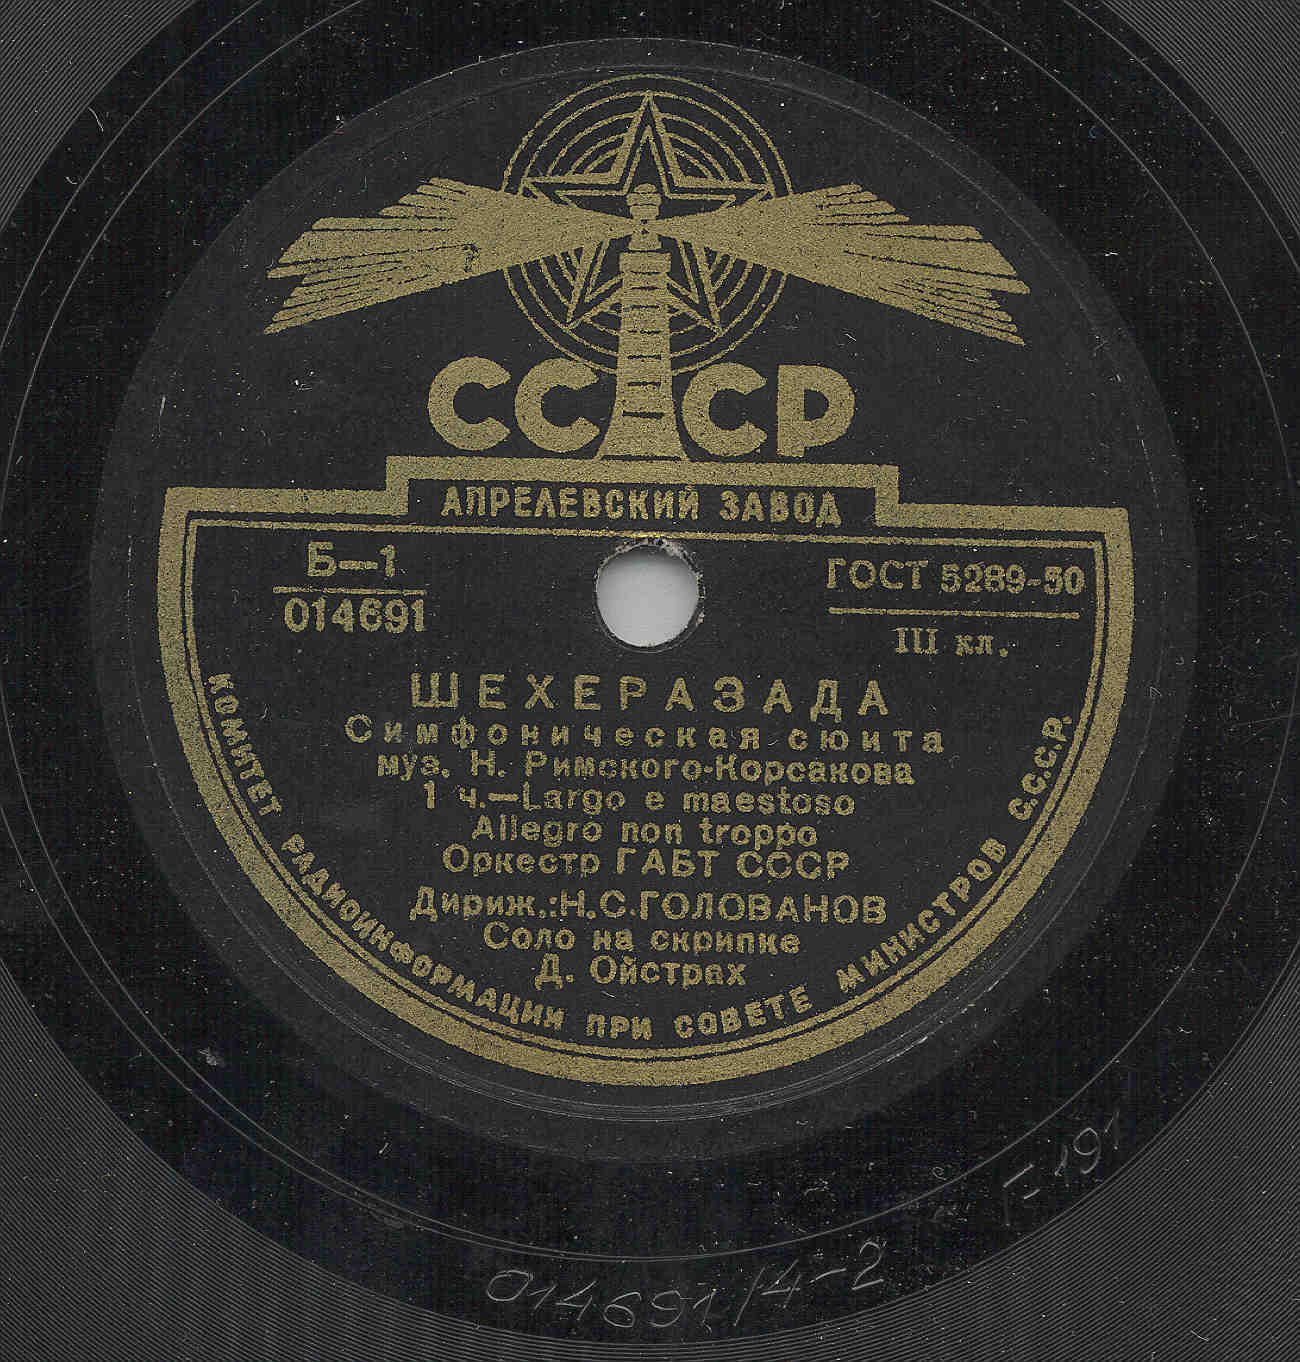 СССР
АПРЕЛЕВСКИЙ ЗАВОД
Б—1
014691
ГОСТ 5289-50
III кл.
ШЕХЕРАЗАДА
Симфоническая сюита
муз. Н. Римского-Корсакова
1 ч.—Largo e maestoso
Allegro non troppo
Оркестр ГАБТ СССР
Дириж.:Н.С.ГОЛОВАНОВ
Соло на скрипке
Д. Ойстрах
КОМИТЕТ РАДИОИНФОРМАЦИИ ПРИ СОВЕТЕ МИНИСТРОВ С.С.С.Р.
014691/4-2
Г-191